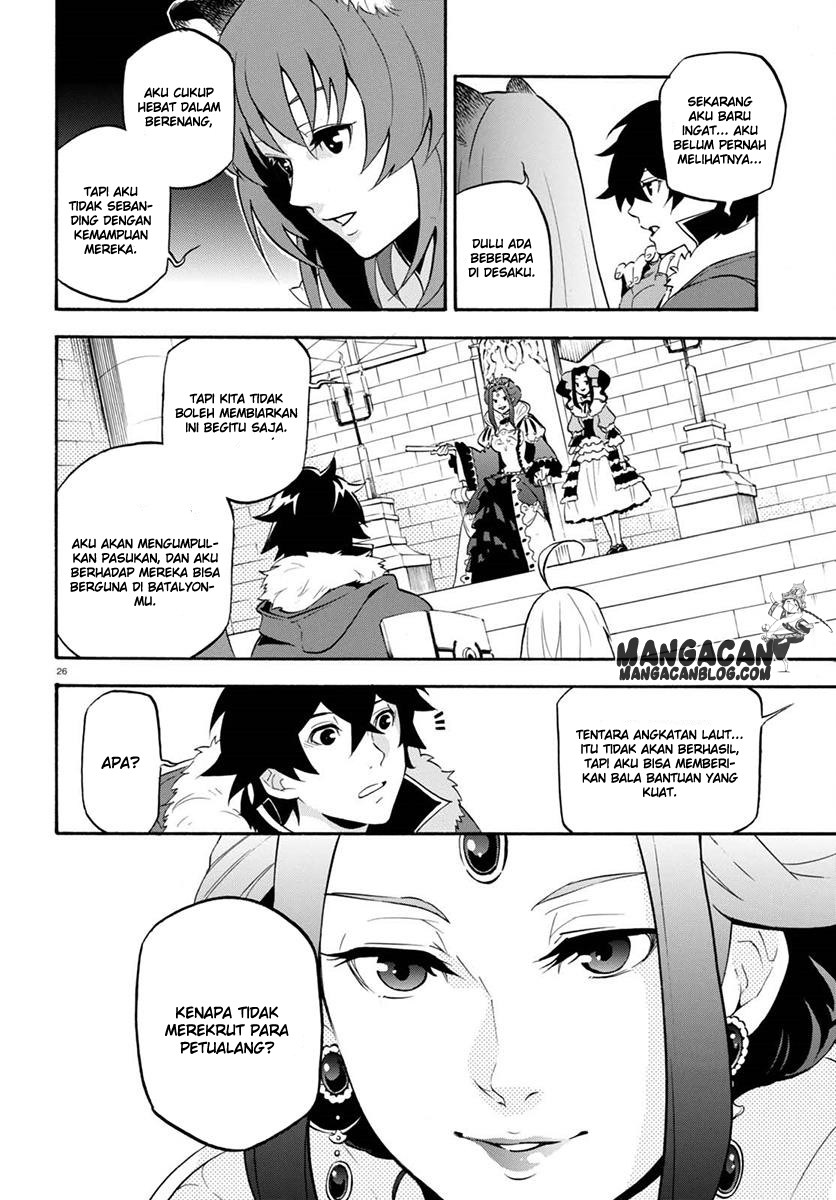 SEKARANG
AKU BARU
INGAT... AKU
BELUM PERNAH
MELIHATNYA...
DULU ADA
BEBERAPA
DI DESAKU.
AKU CUKUP
HEBAT DALAM
BERENANG,
TAPI AKU
TIDAK SEBAN-
DING DENGAN
KEMAMPUAN
MEREKA.
TAPI KITA TIDAK
BOLEH MEMBIARKAN
INI BEGITU SAJA.
AKU AKAN MENGUMPUL-
KAN PASUKAN, DAN AKU
BERHADAP MEREKA BISA
BERGUNA DI BATALYON-
MU.
MANGACAN
MANGACANBLOG.COM
26
TENTARA ANGKATAN LAUT...
ITU TIDAK AKAN BERHASIL,
TAPI AKU BISA MEMBERI-
KAN BALA BANTUAN YANG
KUAT.
APA?
KENAPA TIDAK
MEREKRUT PARA
PETUALANG?